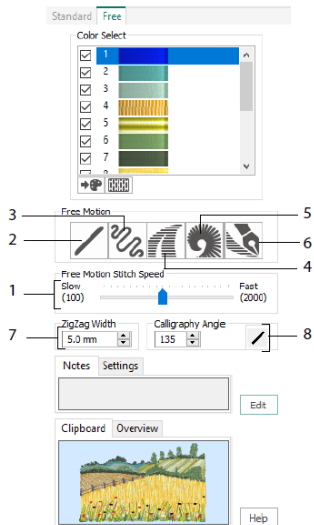 Standard Free
Color Select
1
2
3
4
5
6
7
8
Free Motion
3
2
5
6
4
Free Motion Stitch Speed
1
Slow
(100)
Fast
(2000)
ZigZag Width
Calligraphy Angle
7
5.0 mm
135
8
Notes Settings
Edit
Clipboard Overview
Help